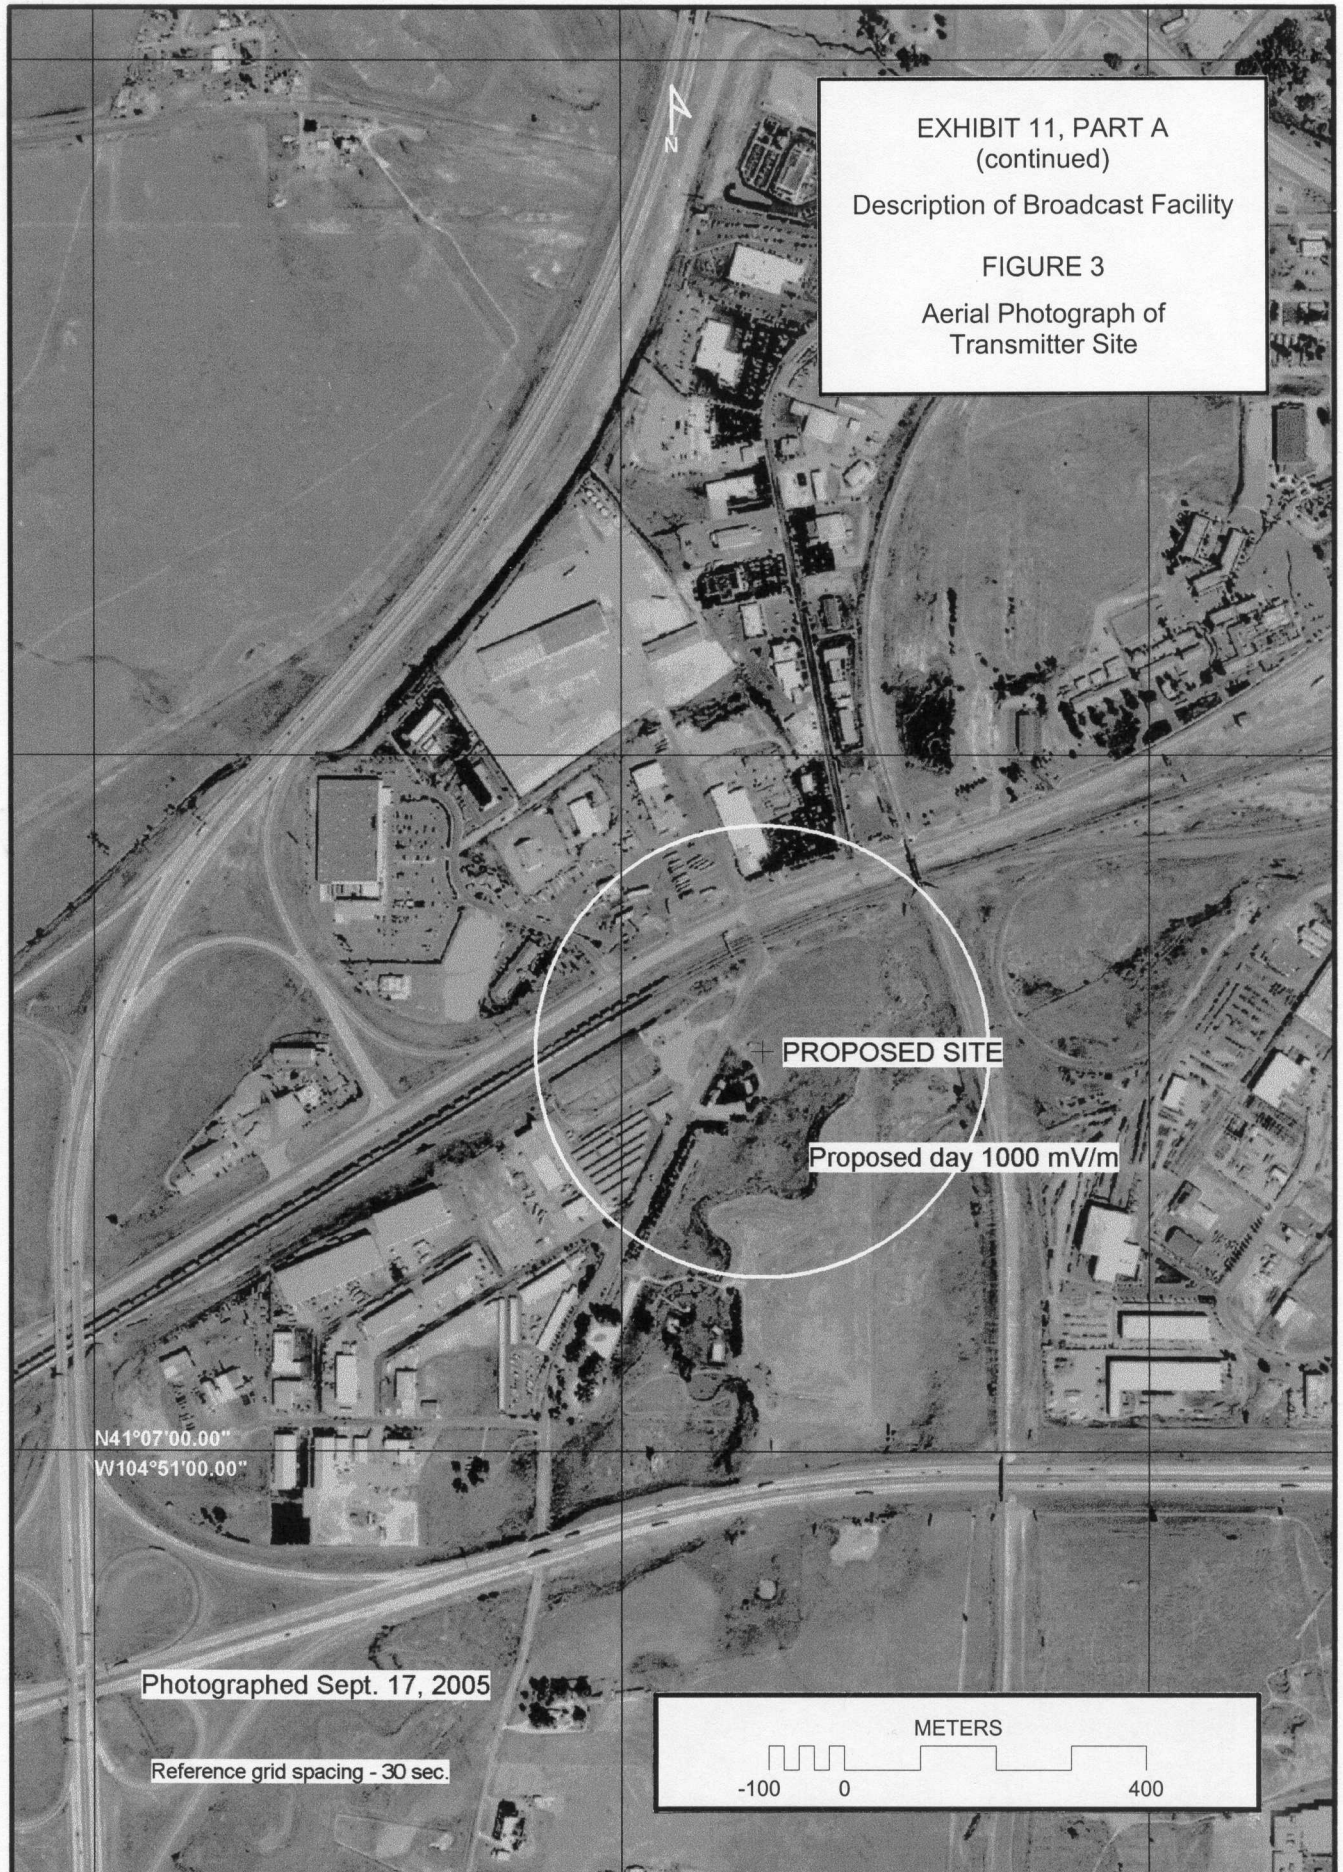 EXHIBIT 11, PART A
(continued)
Description of Broadcast Facility
FIGURE 3
Aerial Photograph of
Transmitter Site
N
PROPOSED SITE
Proposed day 1000 mV/m
N41°07'00.00"
W104°51'00.00"
Photographed Sept. 17, 2005
Reference grid spacing - 30 sec.
METERS
-100 0 400